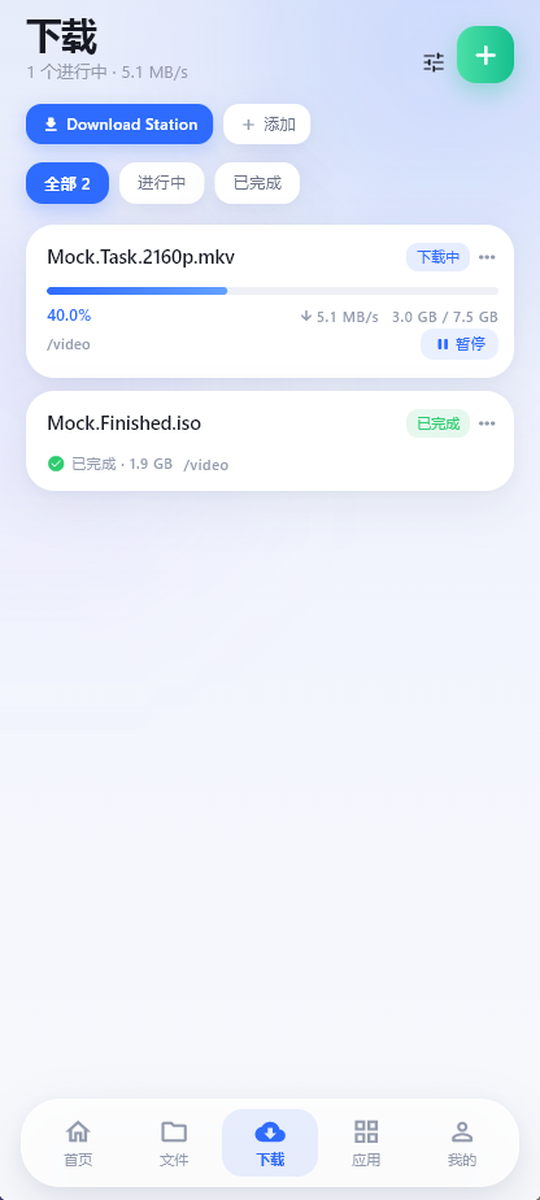 下载
1 个进行中 · 5.1 MB/s
Download Station
添加
全部 2
进行中
已完成
Mock.Task.2160p.mkv
下载中
40.0%
5.1 MB/s
3.0 GB / 7.5 GB
/video
暂停
Mock.Finished.iso
已完成
已完成 · 1.9 GB
/video
首页
文件
下载
应用
我的